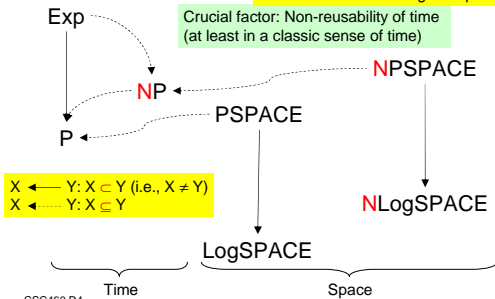 Exp
Crucial factor: Non-reusability of time
(at least in a classic sense of time)
NPSPACE
NP
PSPACE
P
X Y: X ⊂ Y (i.e., X ≠ Y)
X Y: X ⊆ Y
NLogSPACE
LogSPACE
Time
Space